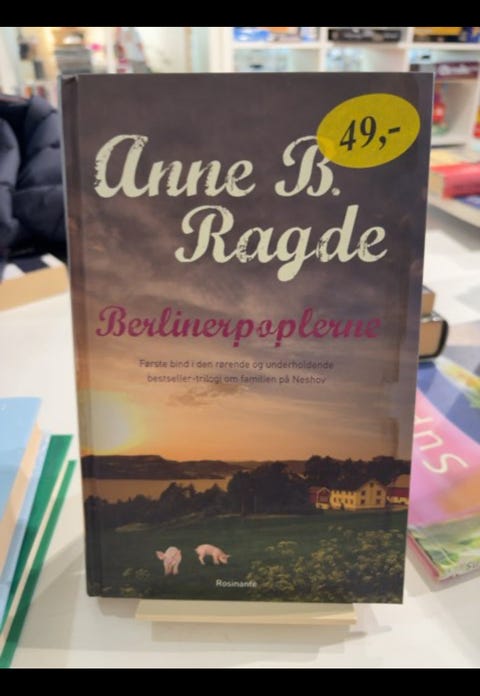 49,-
Anne B.
Ragde
Berlinerpoplerne
Første bind i den rørende og underholdende
bestseller-trilogi om familien på Neshov
Rosinante